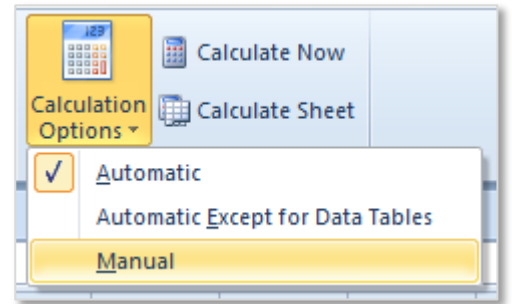 123
Calculation
Options
Calculate Now
Calculate Sheet
Automatic
Automatic Except for Data Tables
Manual